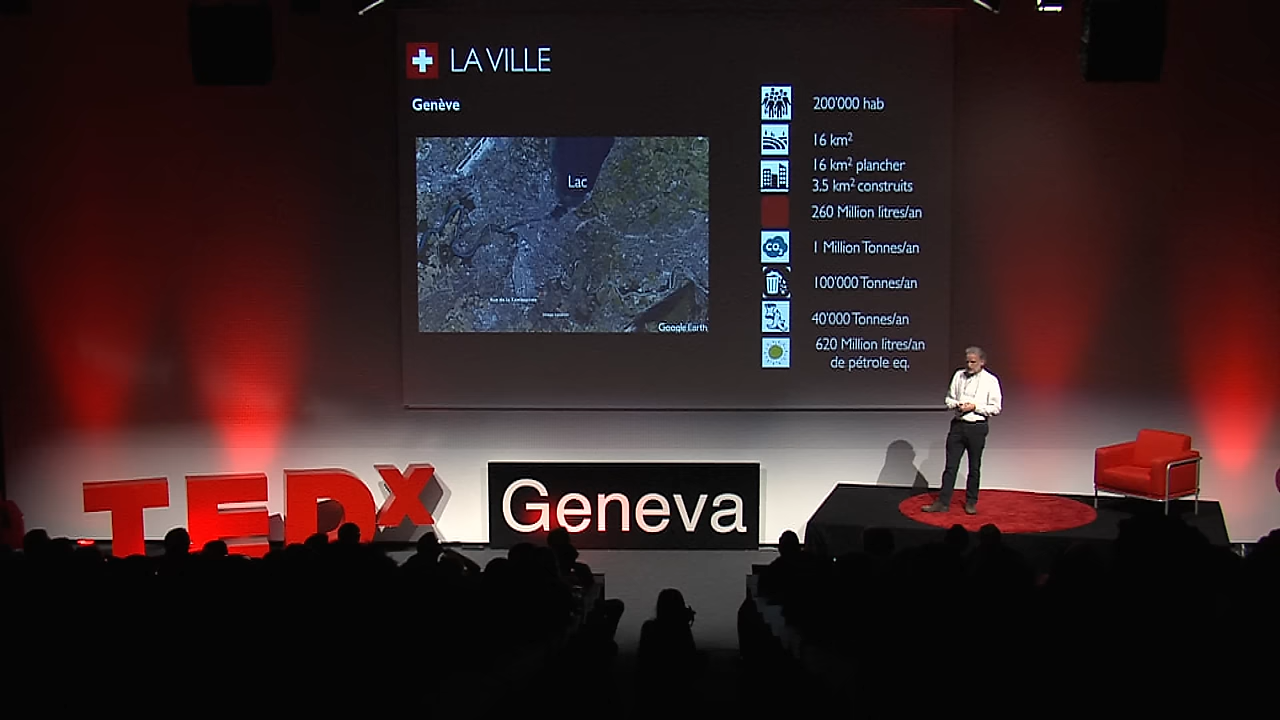 LA VILLE
Genève
Lac
Google Earth
200'000 hab
16 km²
16 km² plancher
3.5 km² construits
260 Million litres/an
CO₂
1 Million Tonnes/an
100'000 Tonnes/an
40'000 Tonnes/an
620 Million litres/an
de pétrole eq.
TEDx
Geneva